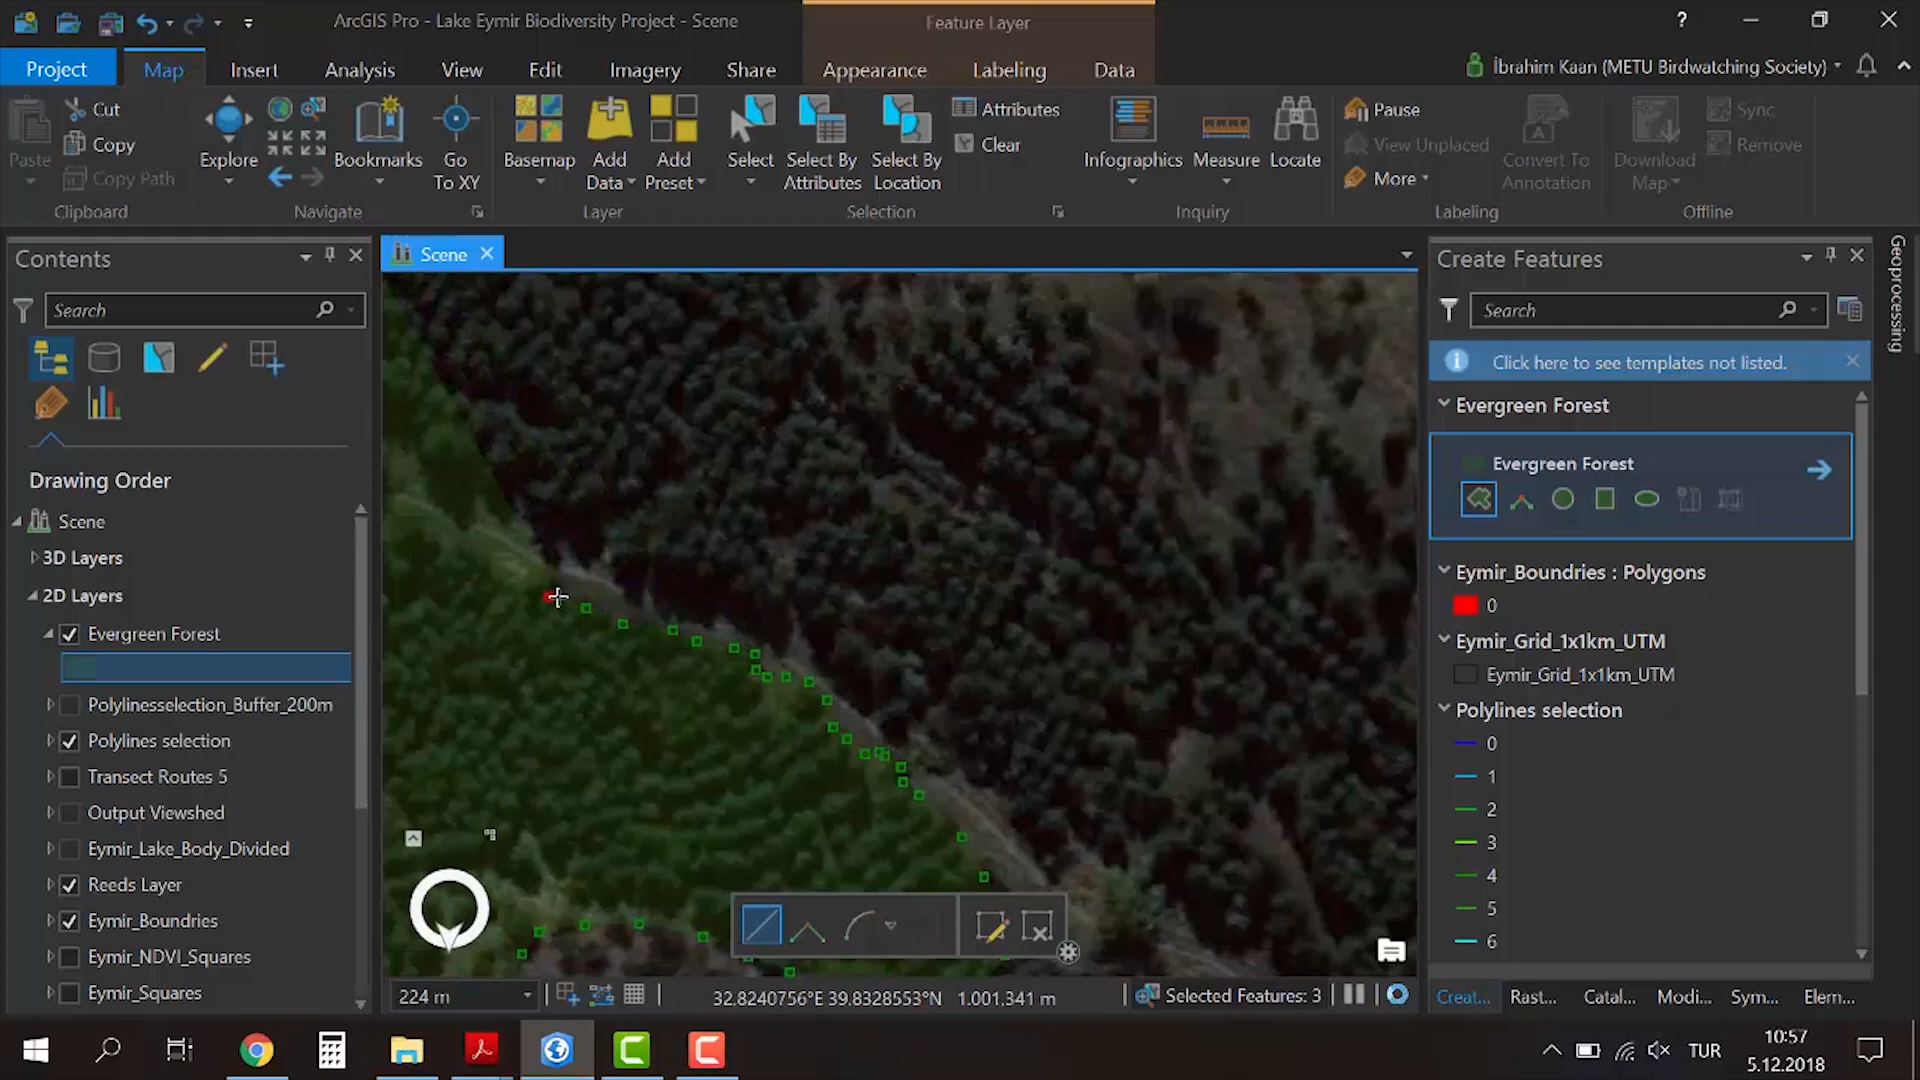 ArcGIS Pro - Lake Eymir Biodiversity Project - Scene
Feature Layer
?
Project
Map
Insert
Analysis
View
Edit
Imagery
Share
Appearance
Labeling
Data
İbrahim Kaan (METU Birdwatching Society)
Paste
Cut
Copy
Copy Path
Clipboard
Explore
Bookmarks
Go To XY
Navigate
Basemap
Add Data
Add Preset
Layer
Select
Select By Attributes
Select By Location
Attributes
Clear
Selection
Infographics
Measure
Locate
Inquiry
Pause
View Unplaced
More
Convert To Annotation
Labeling
Download Map
Sync
Remove
Offline
Contents
Search
Drawing Order
Scene
3D Layers
2D Layers
Evergreen Forest
Polylinesselection_Buffer_200m
Polylines selection
Transect Routes 5
Output Viewshed
Eymir_Lake_Body_Divided
Reeds Layer
Eymir_Boundries
Eymir_NDVI_Squares
Eymir_Squares
Scene
224 m
32.8240756°E 39.8328553°N 1.001.341 m
Selected Features: 3
Create Features
Search
Click here to see templates not listed.
Evergreen Forest
Evergreen Forest
Eymir_Boundries : Polygons
0
Eymir_Grid_1x1km_UTM
Eymir_Grid_1x1km_UTM
Polylines selection
0
1
2
3
4
5
6
Creat...
Rast...
Catal...
Modi...
Sym...
Elem...
Geoprocessing
TUR
10:57
5.12.2018